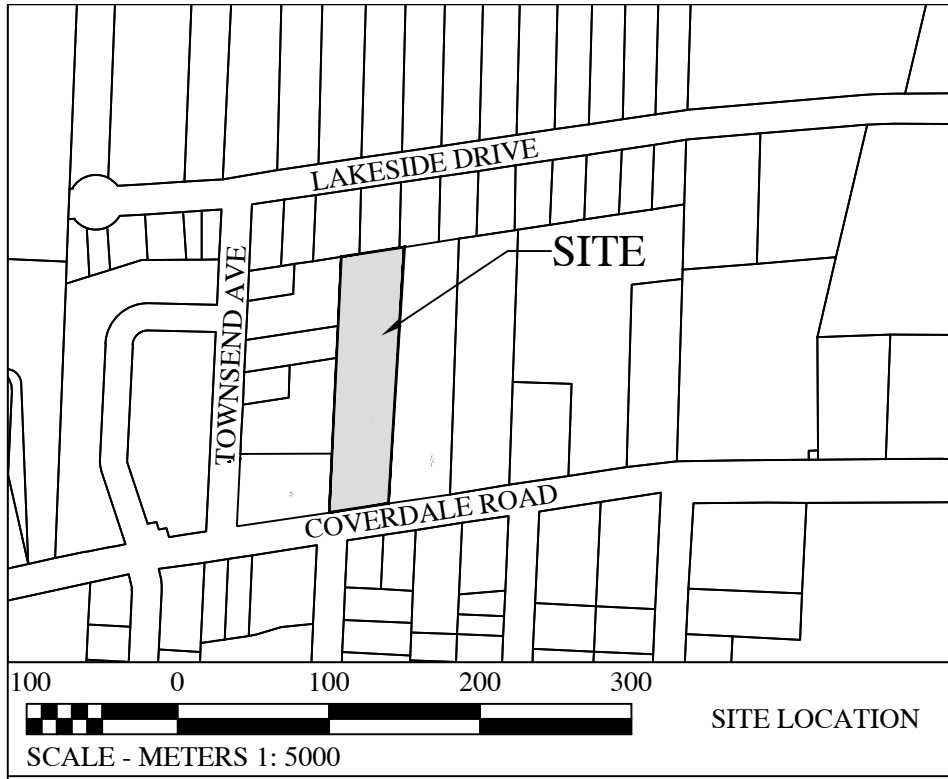 LAKESIDE DRIVE
SITE
TOWNSEND AVE
COVERDALE ROAD
100 0 100 200 300
SITE LOCATION
SCALE - METERS 1: 5000